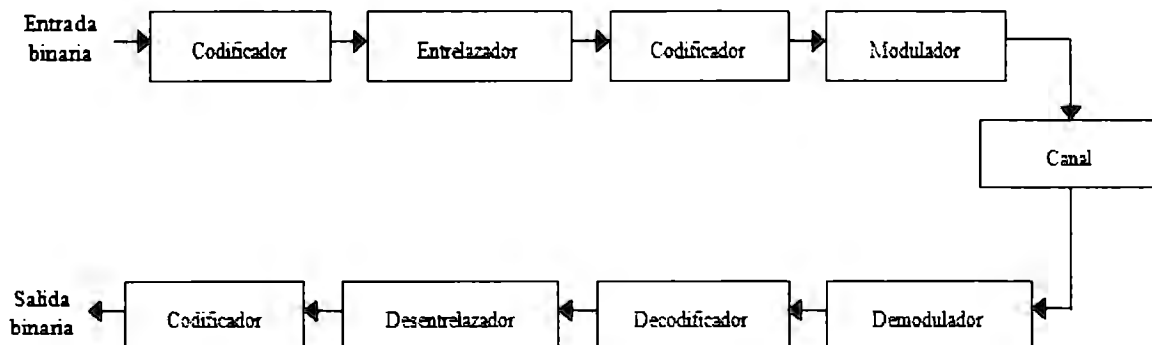 Entrada
binaria
Codificador
Entrelazador
Codificador
Modulador
Canal
Salida
binaria
Codificador
Desentrelazador
Decodificador
Demodulador